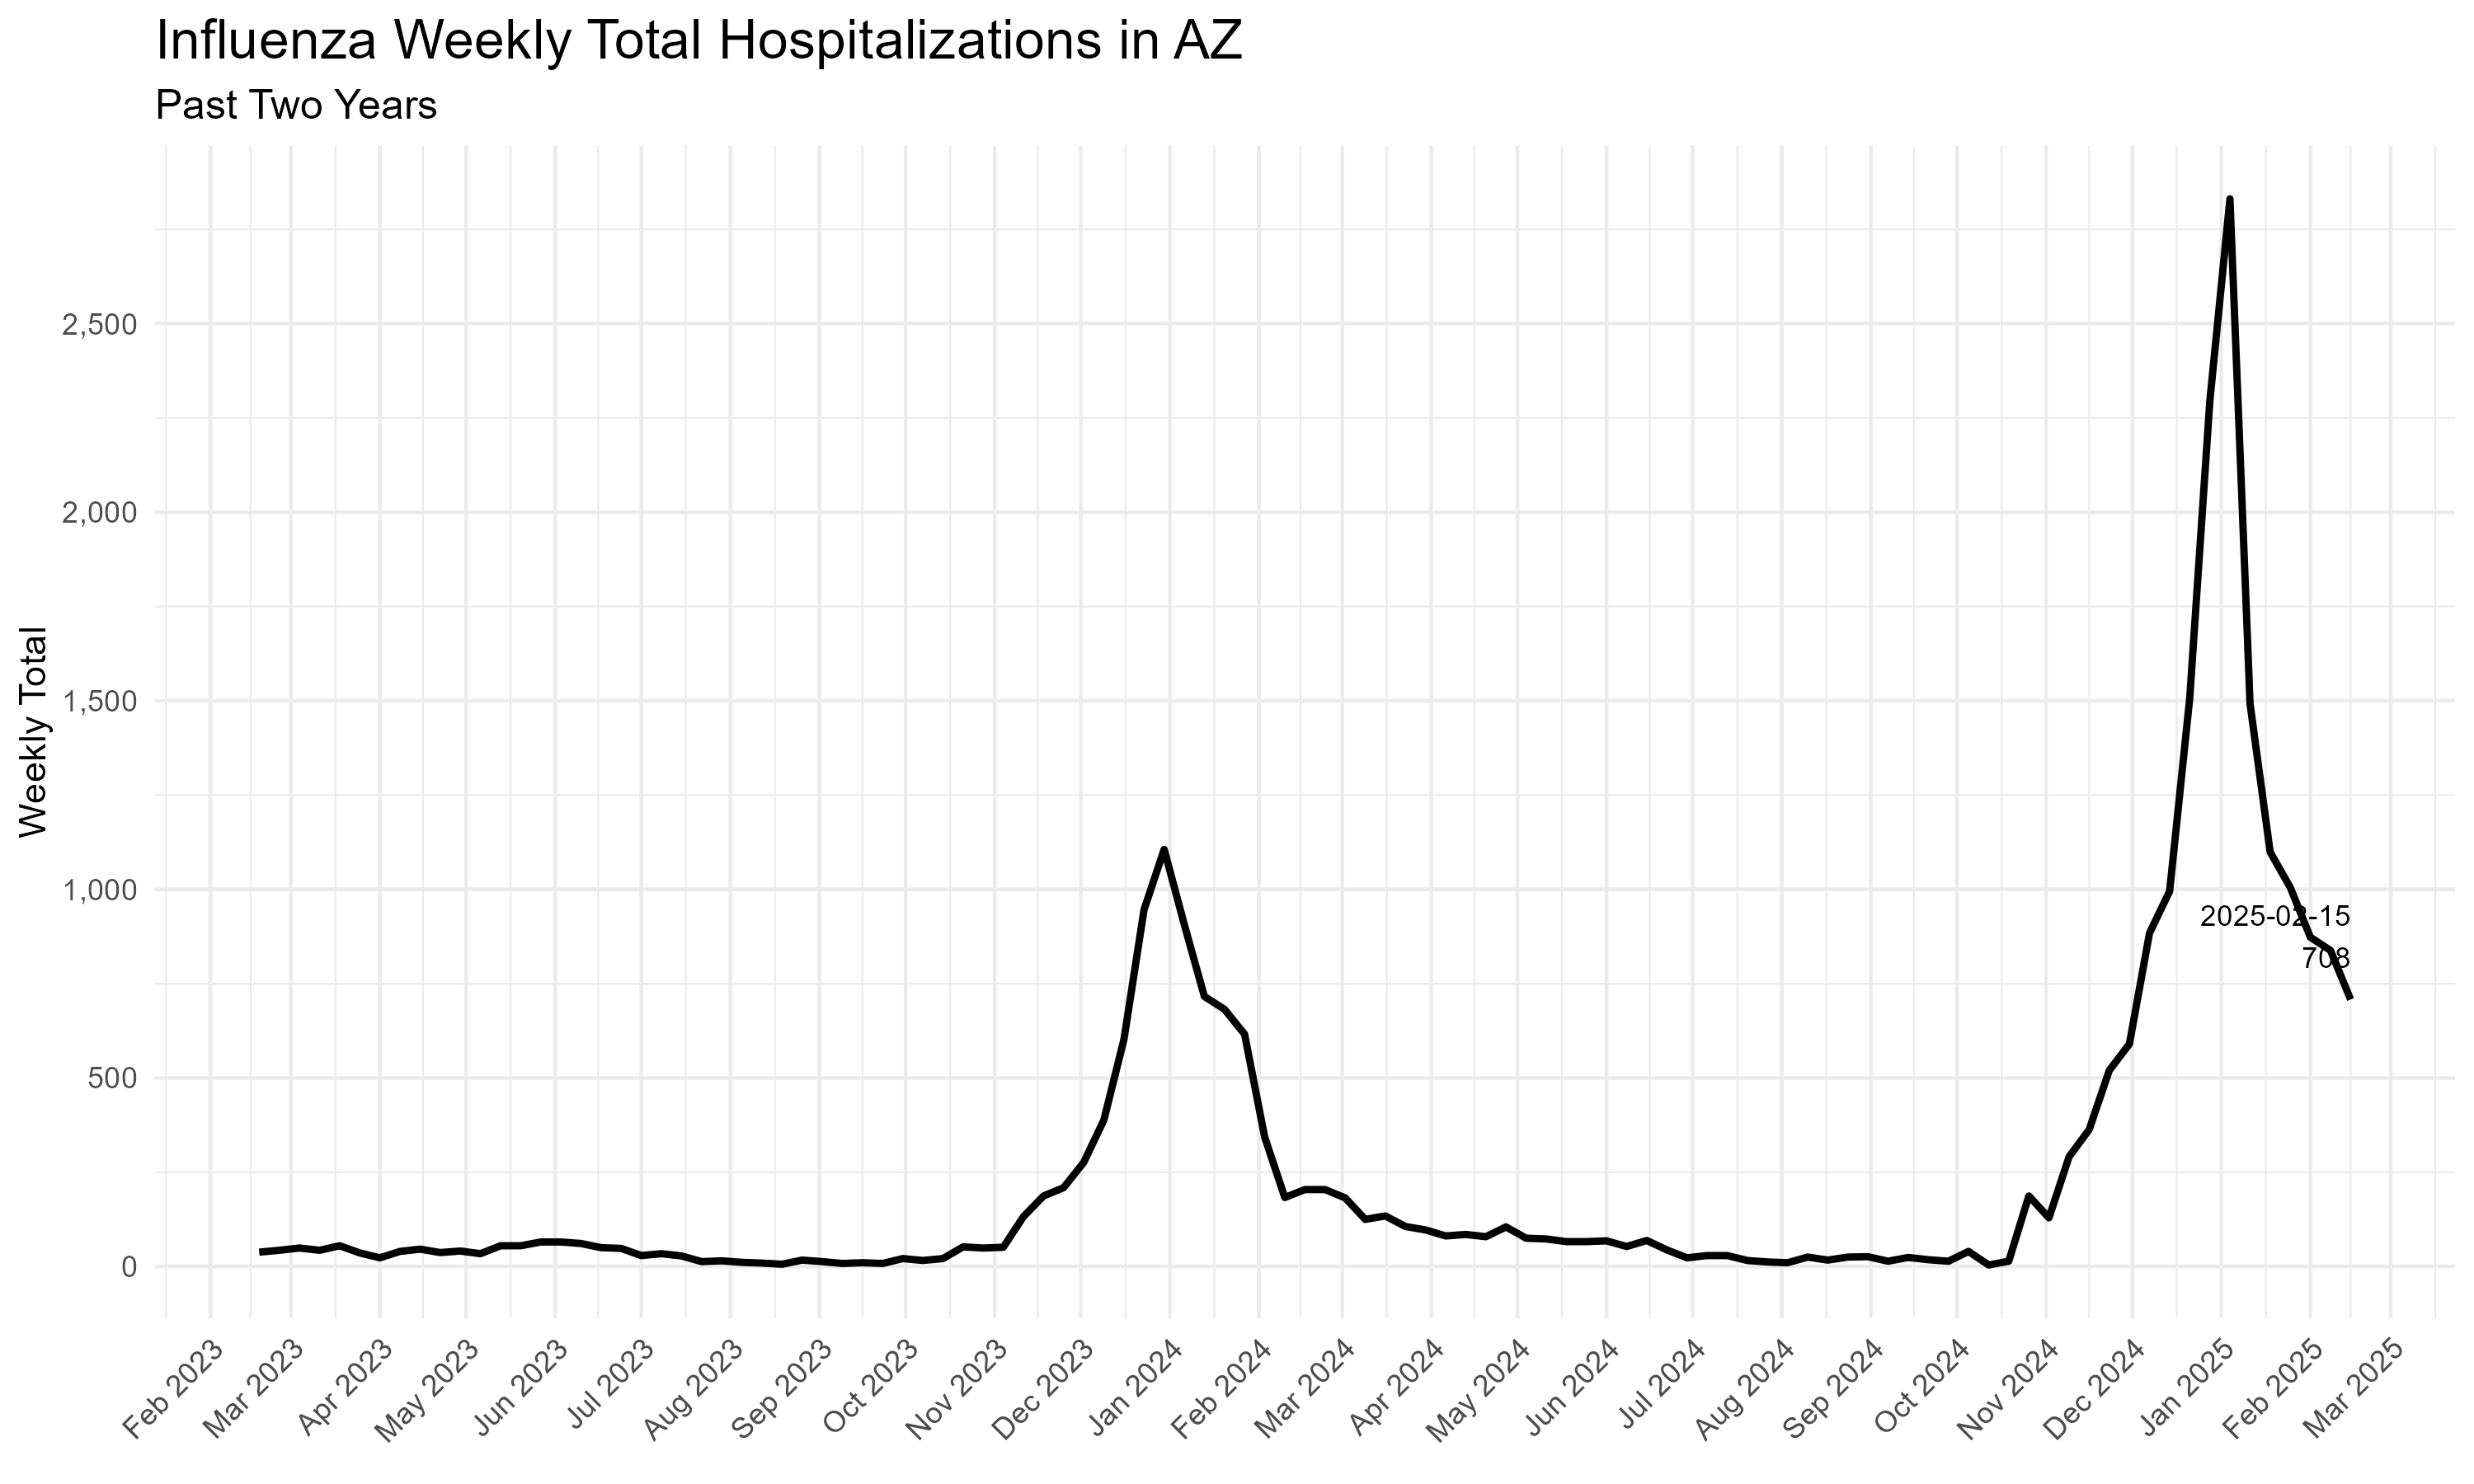 Influenza Weekly Total Hospitalizations in AZ
Past Two Years
Weekly Total
2,500
2,000
1,500
1,000
500
0
2025-02-15
708
Feb 2023
Mar 2023
Apr 2023
May 2023
Jun 2023
Jul 2023
Aug 2023
Sep 2023
Oct 2023
Nov 2023
Dec 2023
Jan 2024
Feb 2024
Mar 2024
Apr 2024
May 2024
Jun 2024
Jul 2024
Aug 2024
Sep 2024
Oct 2024
Nov 2024
Dec 2024
Jan 2025
Feb 2025
Mar 2025